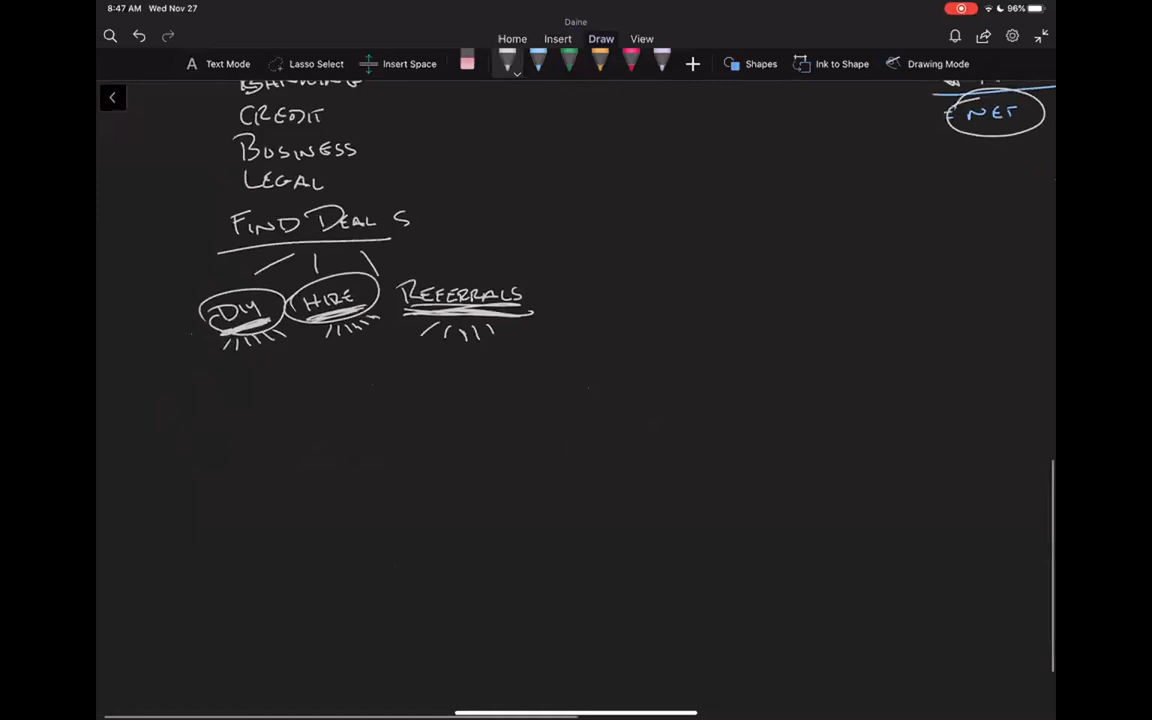 8:47 AM Wed Nov 27
96%
Daine
Home Insert Draw View
Text Mode Lasso Select Insert Space Shapes Ink to Shape Drawing Mode
BANKING
CREDIT
NET
BUSINESS
LEGAL
FIND DEALS
DIY HIRE REFERRALS